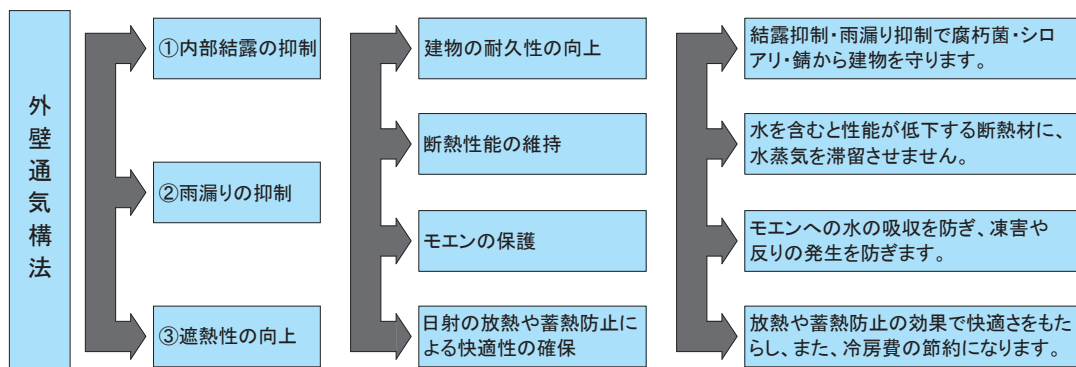 外壁通気構法
①内部結露の抑制
②雨漏りの抑制
③遮熱性の向上
建物の耐久性の向上
断熱性能の維持
モエンの保護
日射の放熱や蓄熱防止に
よる快適性の確保
結露抑制・雨漏り抑制で腐朽菌・シロ
アリ・錆から建物を守ります。
水を含むと性能が低下する断熱材に、
水蒸気を滞留させません。
モエンへの水の吸収を防ぎ、凍害や
反りの発生を防ぎます。
放熱や蓄熱防止の効果で快適さをもた
らし、また、冷房費の節約になります。